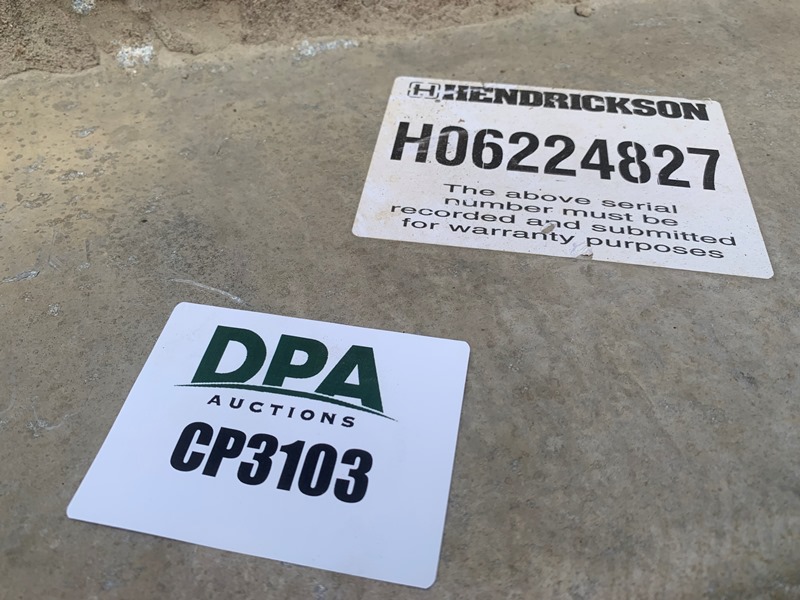 HENDRICKSON
H06224827
The above serial
number must be
recorded and submitted
for warranty purposes
DPA
AUCTIONS
CP3103